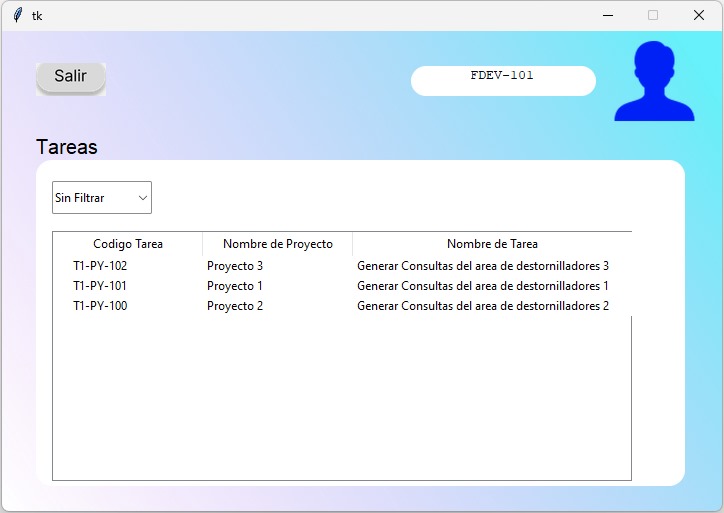 tk
Salir
FDEV-101
Tareas
Sin Filtrar
Codigo Tarea Nombre de Proyecto Nombre de Tarea
T1-PY-102 Proyecto 3 Generar Consultas del area de destornilladores 3
T1-PY-101 Proyecto 1 Generar Consultas del area de destornilladores 1
T1-PY-100 Proyecto 2 Generar Consultas del area de destornilladores 2